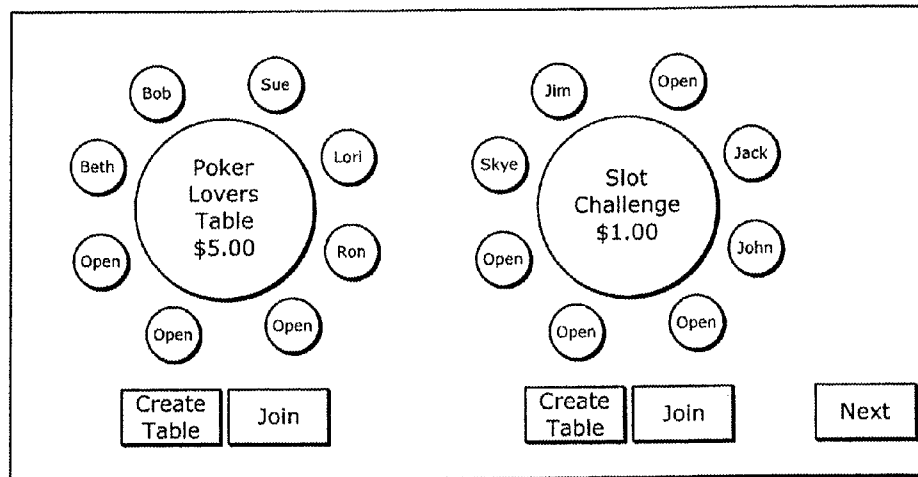 Bob
Sue
Beth
Lori
Poker
Lovers
Table
$5.00
Open
Ron
Open
Open
Create
Table
Join
Jim
Open
Skye
Jack
Slot
Challenge
$1.00
Open
John
Open
Open
Create
Table
Join
Next